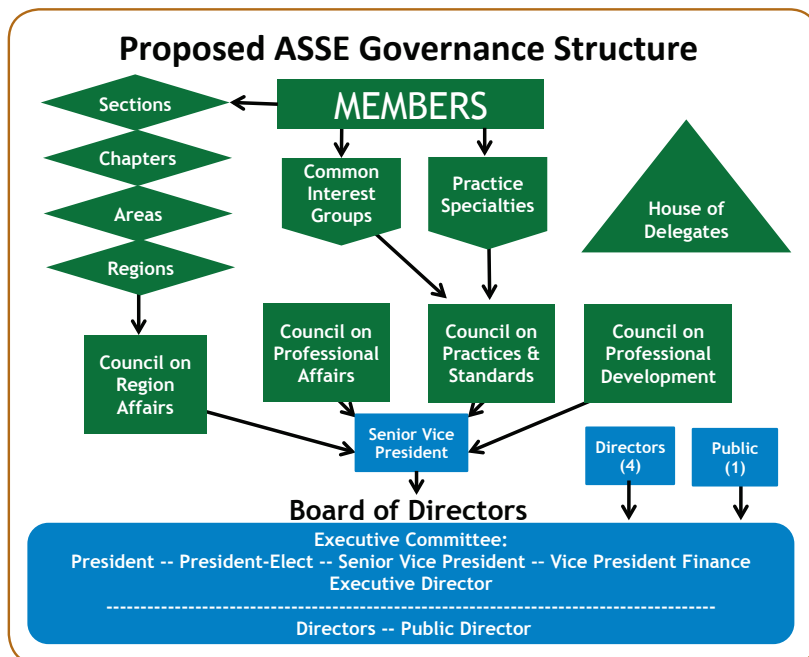 Proposed ASSE Governance Structure
Sections
MEMBERS
Chapters
Common
Interest
Groups
Practice
Specialties
Areas
House of
Delegates
Regions
Council on
Region
Affairs
Council on
Professional
Affairs
Council on
Practices &
Standards
Council on
Professional
Development
Senior Vice
President
Directors
(4)
Public
(1)
Board of Directors
Executive Committee:
President -- President-Elect -- Senior Vice President -- Vice President Finance
Executive Director
--------------------------------------------------------------------------------
Directors -- Public Director